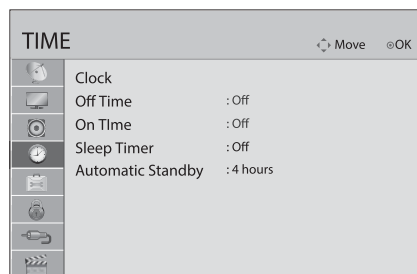 TIME
Move ◎OK
Clock
Off Time : Off
On TIme : Off
Sleep Timer : Off
Automatic Standby : 4 hours